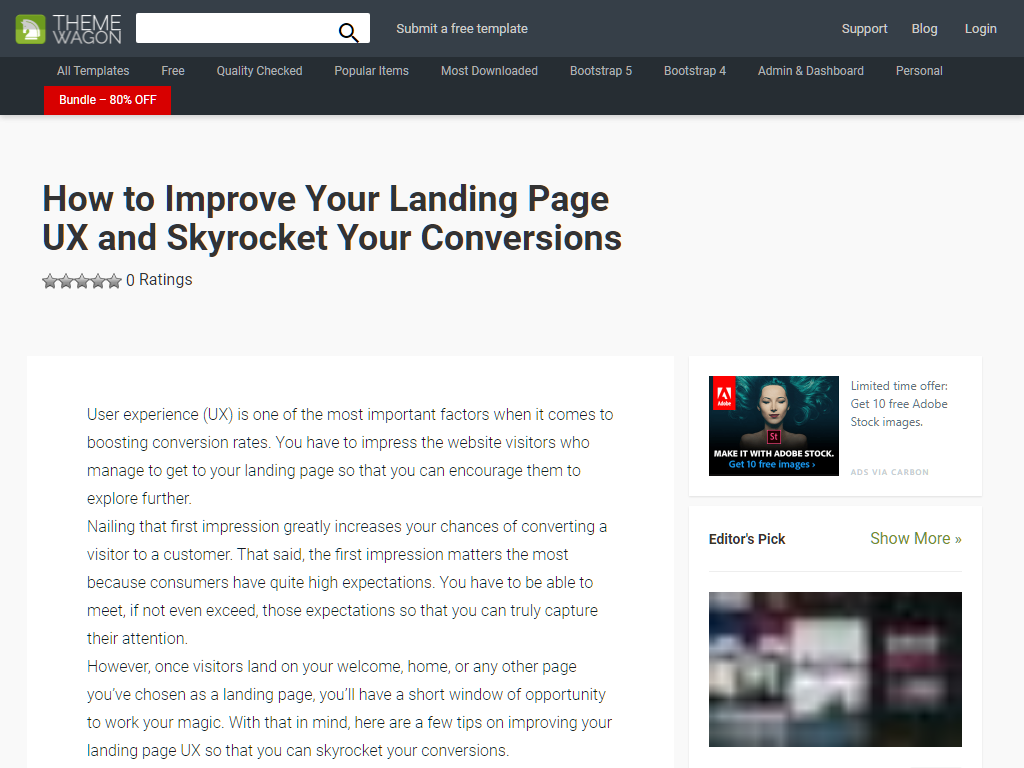 THEME WAGON
Submit a free template
Support
Blog
Login
All Templates
Free
Quality Checked
Popular Items
Most Downloaded
Bootstrap 5
Bootstrap 4
Admin & Dashboard
Personal
Bundle – 80% OFF
How to Improve Your Landing Page
UX and Skyrocket Your Conversions
0 Ratings
User experience (UX) is one of the most important factors when it comes to
boosting conversion rates. You have to impress the website visitors who
manage to get to your landing page so that you can encourage them to
explore further.
Nailing that first impression greatly increases your chances of converting a
visitor to a customer. That said, the first impression matters the most
because consumers have quite high expectations. You have to be able to
meet, if not even exceed, those expectations so that you can truly capture
their attention.
However, once visitors land on your welcome, home, or any other page
you’ve chosen as a landing page, you’ll have a short window of opportunity
to work your magic. With that in mind, here are a few tips on improving your
landing page UX so that you can skyrocket your conversions.
Adobe
St
MAKE IT WITH ADOBE STOCK.
Get 10 free images ›
Limited time offer:
Get 10 free Adobe
Stock images.
ADS VIA CARBON
Editor's Pick
Show More »